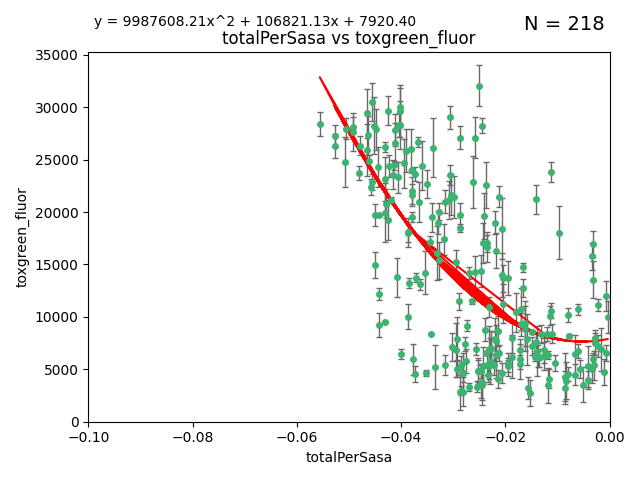 y = 9987608.21x^2 + 106821.13x + 7920.40
N = 218
totalPerSasa vs toxgreen_fluor
35000
30000
25000
20000
15000
10000
5000
0
toxgreen_fluor
−0.10
−0.08
−0.06
−0.04
−0.02
0.00
totalPerSasa